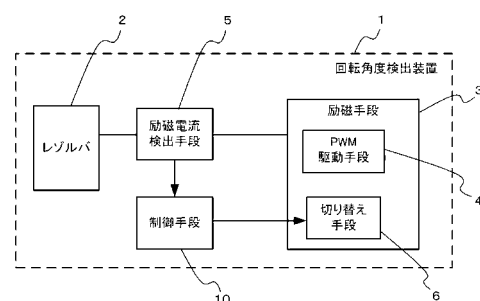 1
2
5
回転角度検出装置
3
励磁手段
レゾルバ
励磁電流
検出手段
PWM
駆動手段
4
制御手段
切り替え
手段
10
6